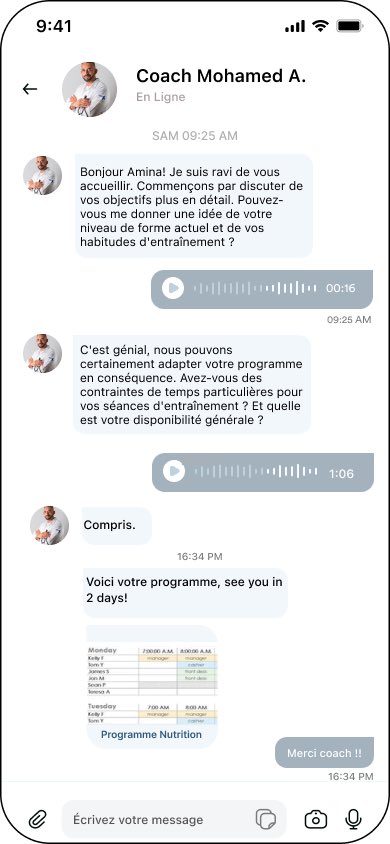 9:41
Coach Mohamed A.
En Ligne
SAM 09:25 AM
Bonjour Amina! Je suis ravi de vous
accueillir. Commençons par discuter de
vos objectifs plus en détail. Pouvez-
vous me donner une idée de votre
niveau de forme actuel et de vos
habitudes d'entraînement ?
00:16
09:25 AM
C'est génial, nous pouvons
certainement adapter votre programme
en conséquence. Avez-vous des
contraintes de temps particulières pour
vos séances d'entraînement ? Et quelle
est votre disponibilité générale ?
1:06
Compris.
16:34 PM
Voici votre programme, see you in
2 days!
Monday 7:00:00 A.M. 8:00:00 A.M.
Kelly F manager manager
Tom Y cashier
James S front desk
Jon M front desk
Sean P
Teresa A
Tuesday 7:00 AM 8:00 AM
Kelly F manager manager
Tom Y cashier
Programme Nutrition
Merci coach !!
16:34 PM
Écrivez votre message